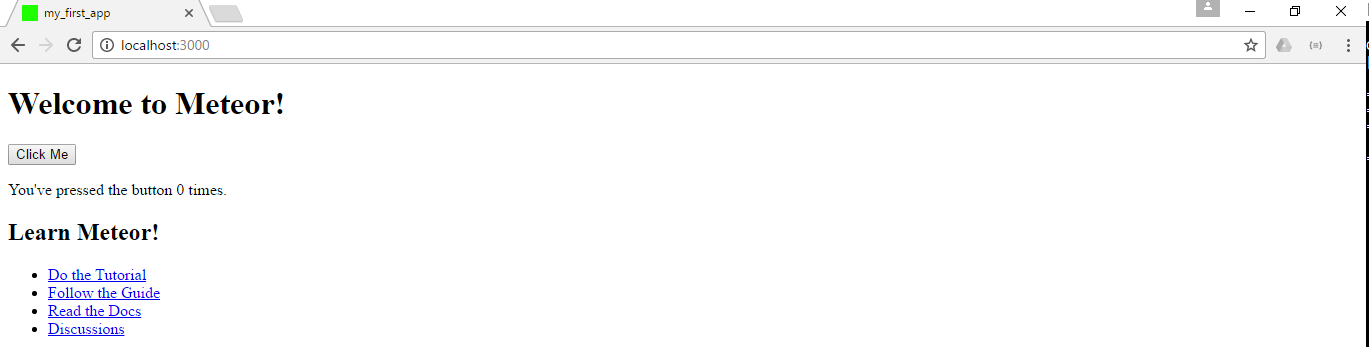 my_first_app
localhost:3000
Welcome to Meteor!
Click Me
You've pressed the button 0 times.
Learn Meteor!
Do the Tutorial
Follow the Guide
Read the Docs
Discussions